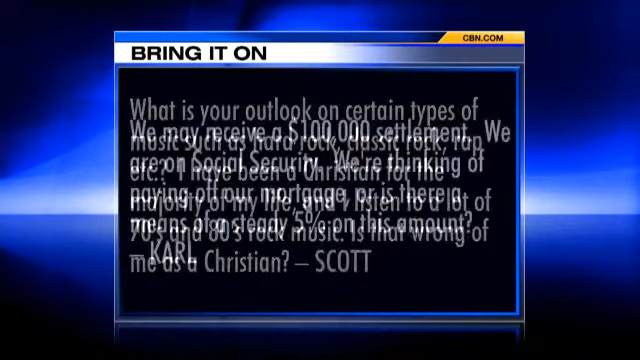 CBN.COM
BRING IT ON
What is your outlook on certain types of
music such as hard rock, classic rock, rap,
etc.? I have been a Christian for the
majority of my life, and I listen to a lot of
70's and 80's rock music. Is that wrong of
me as a Christian? – SCOTT
We may receive a $100,000 settlement. We
are on Social Security. We're thinking of
paying off our mortgage, or is there a
means of a steady 5% on this amount?
– KARL